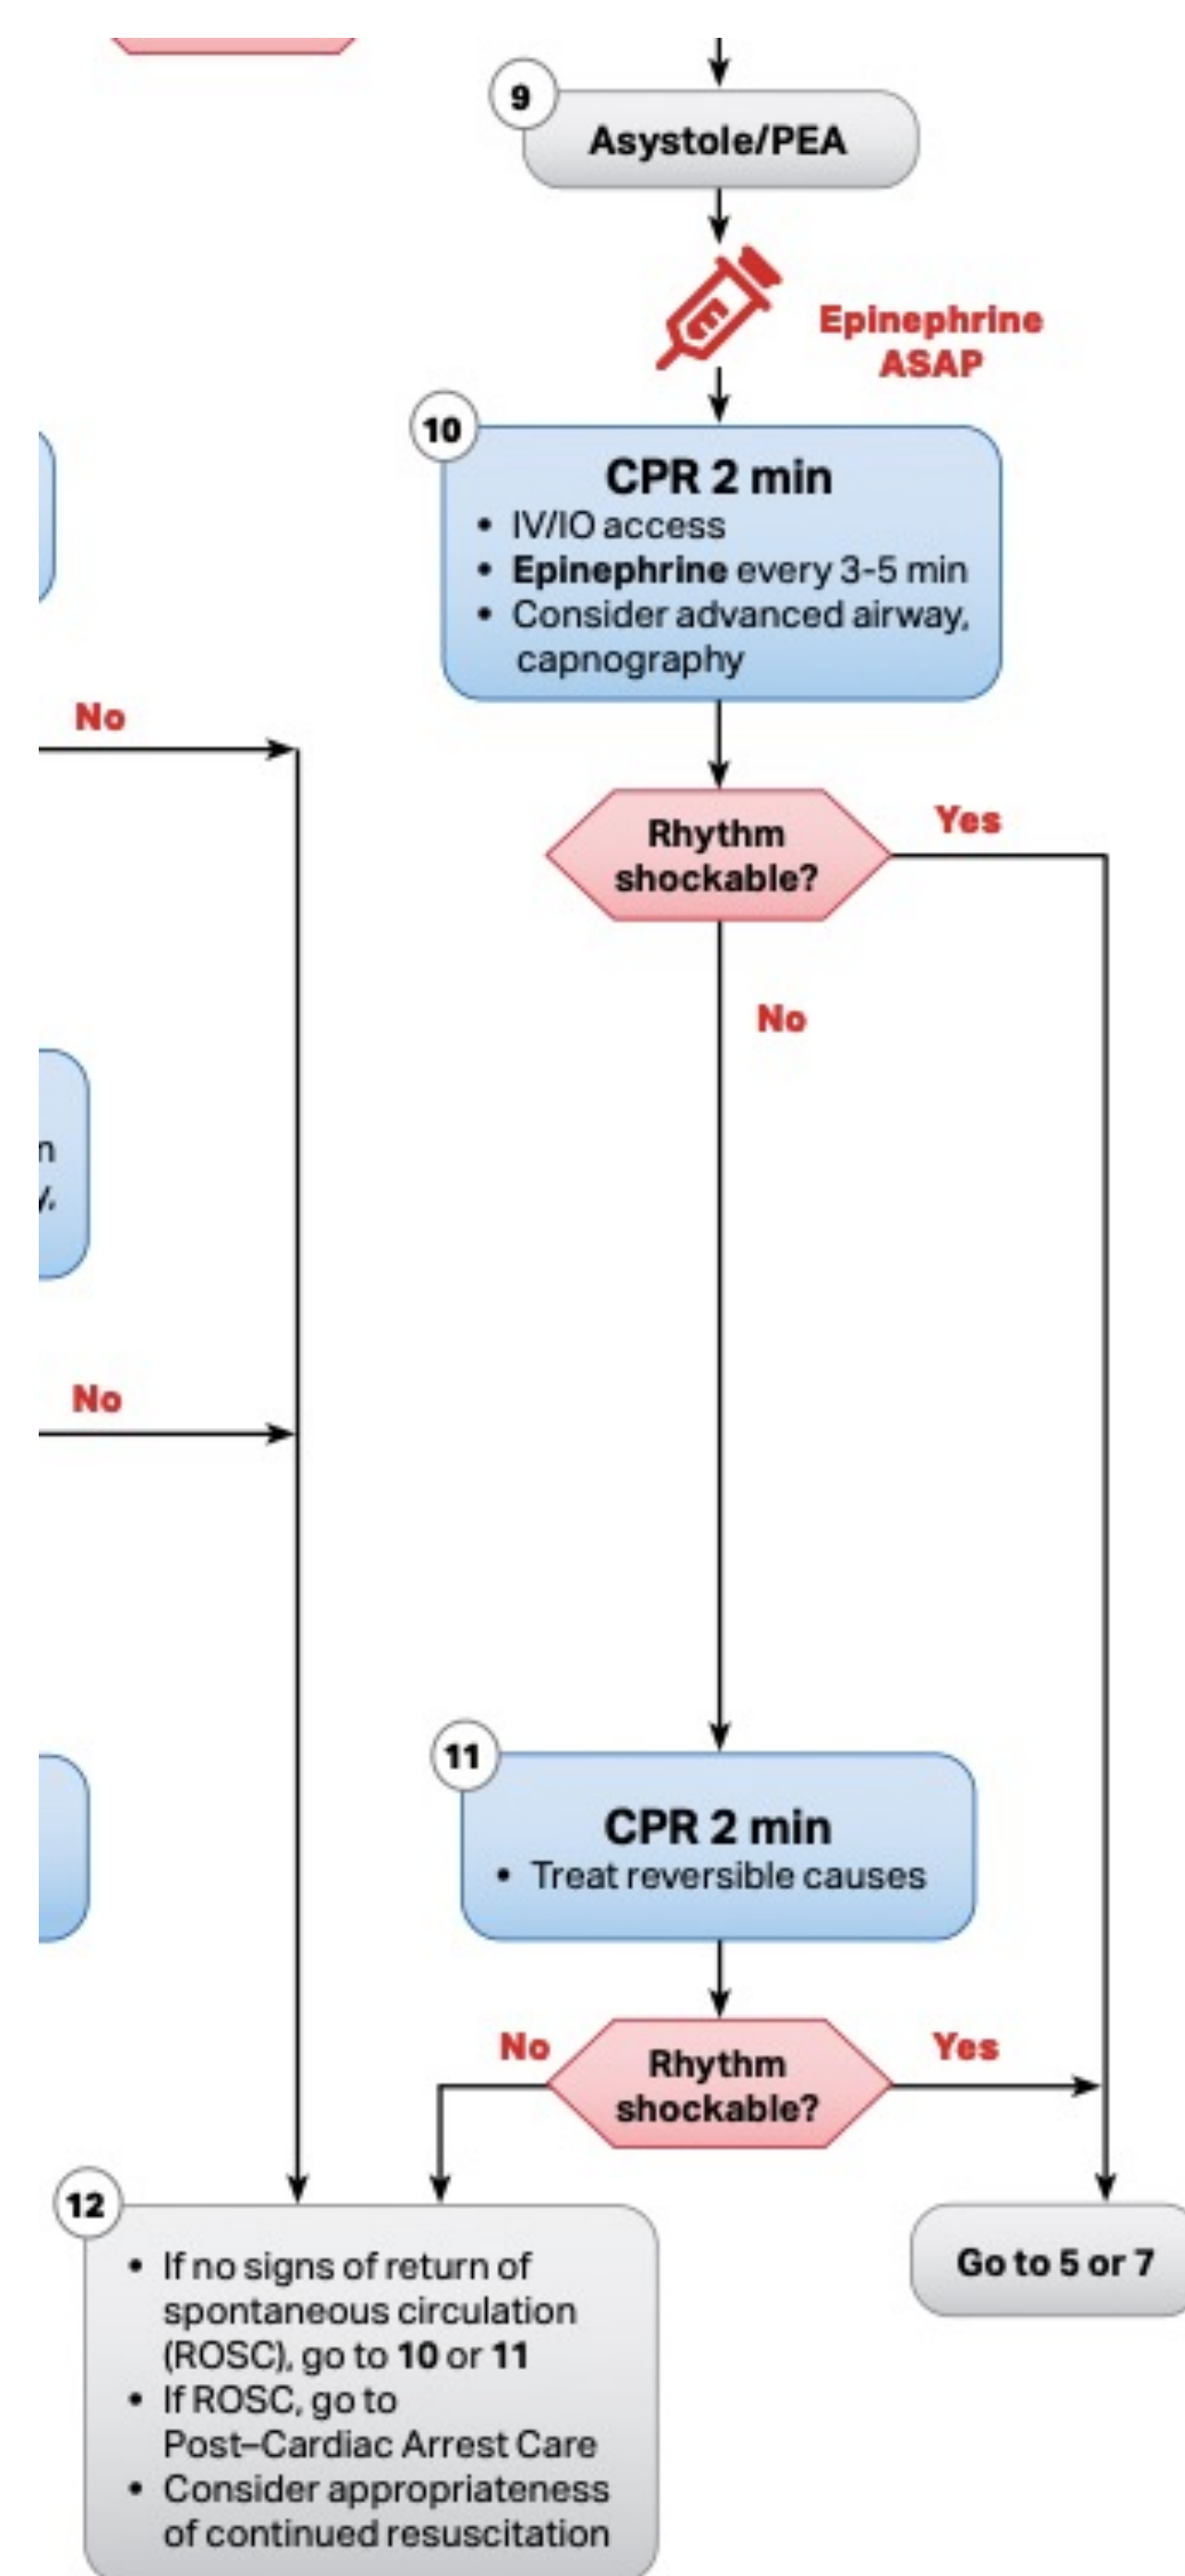 9
Asystole/PEA
Epinephrine
ASAP
10
CPR 2 min
• IV/IO access
• Epinephrine every 3-5 min
• Consider advanced airway,
capnography
No
Rhythm
shockable?
Yes
No
n
y,
No
11
CPR 2 min
• Treat reversible causes
No
Rhythm
shockable?
Yes
12
• If no signs of return of
spontaneous circulation
(ROSC), go to 10 or 11
• If ROSC, go to
Post–Cardiac Arrest Care
• Consider appropriateness
of continued resuscitation
Go to 5 or 7